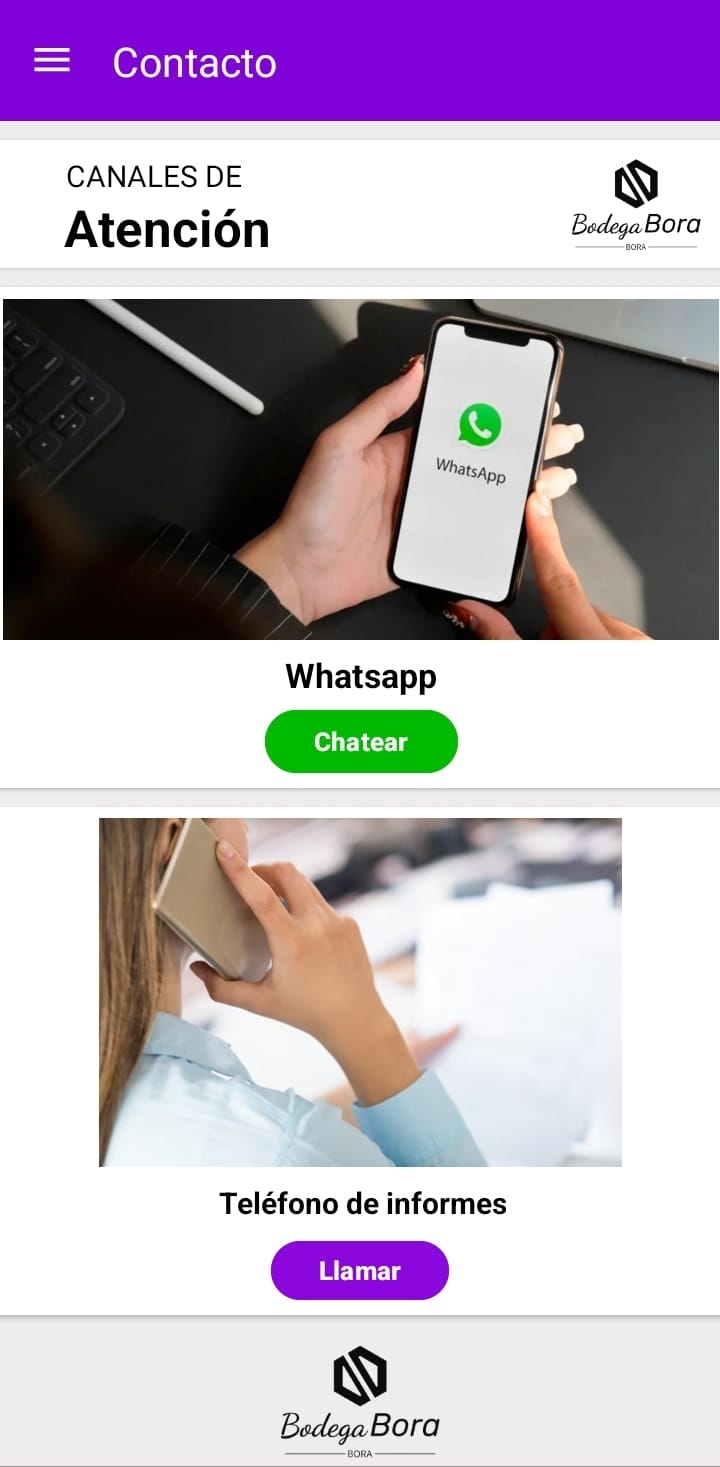 Contacto
CANALES DE
Atención
Bodega Bora
BORA
WhatsApp
Whatsapp
Chatear
Teléfono de informes
Llamar
Bodega Bora
BORA